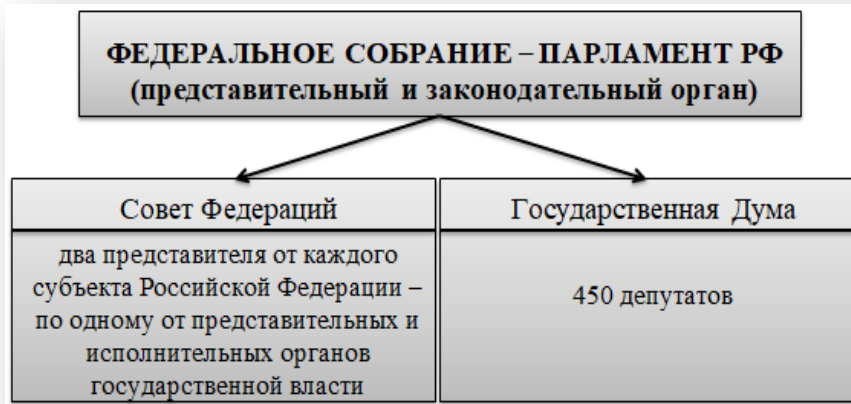 ФЕДЕРАЛЬНОЕ СОБРАНИЕ – ПАРЛАМЕНТ РФ
(представительный и законодательный орган)
Совет Федераций
два представителя от каждого
субъекта Российской Федерации –
по одному от представительных и
исполнительных органов
государственной власти
Государственная Дума
450 депутатов